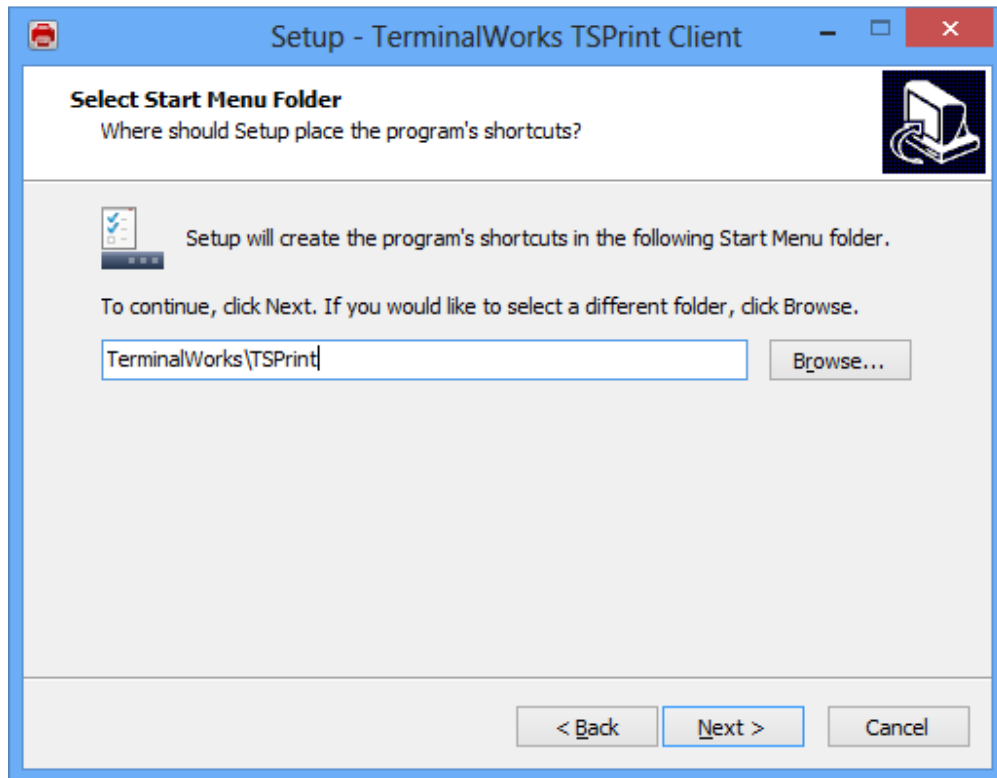 Setup - TerminalWorks TSPrint Client
Select Start Menu Folder
Where should Setup place the program's shortcuts?
Setup will create the program's shortcuts in the following Start Menu folder.
To continue, click Next. If you would like to select a different folder, click Browse.
TerminalWorks\TSPrint
Browse...
< Back
Next >
Cancel